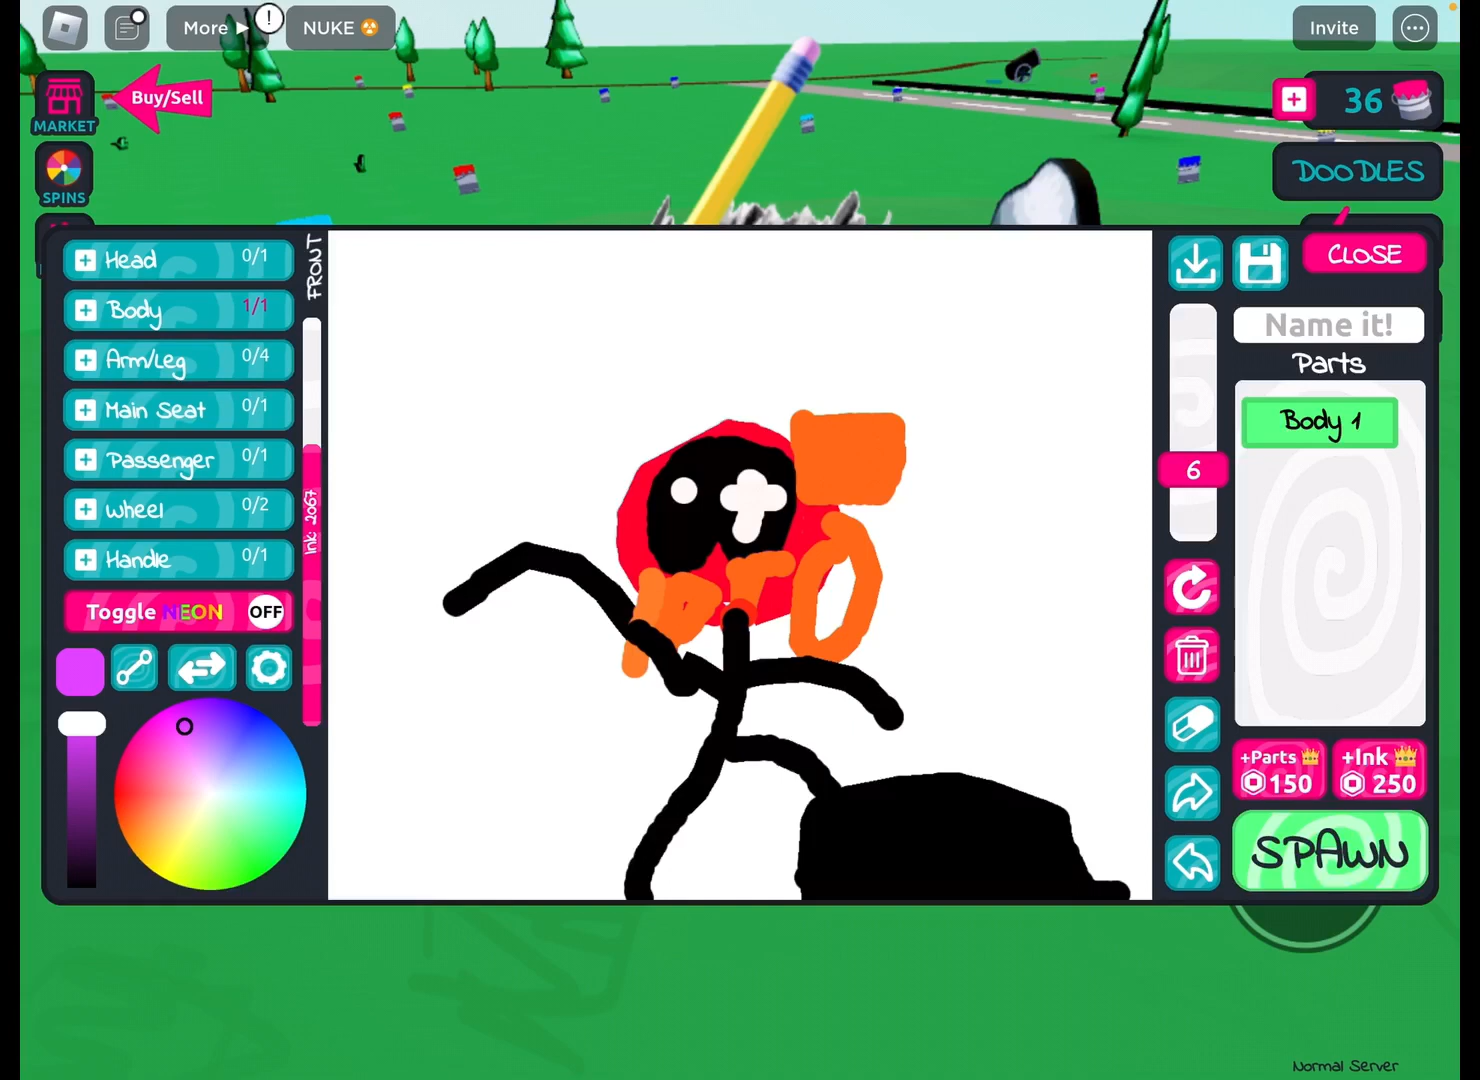 More
!
NUKE
Invite
Buy/Sell
MARKET
36
SPINS
DOODLES
Head 0/1
Body 1/1
Arm/Leg 0/4
Main Seat 0/1
Passenger 0/1
Wheel 0/2
Handle 0/1
Toggle NEON OFF
FRONT
Ink: 2067
CLOSE
Name it!
Parts
Body 1
6
+Parts
150
+Ink
250
SPAWN
Normal Server